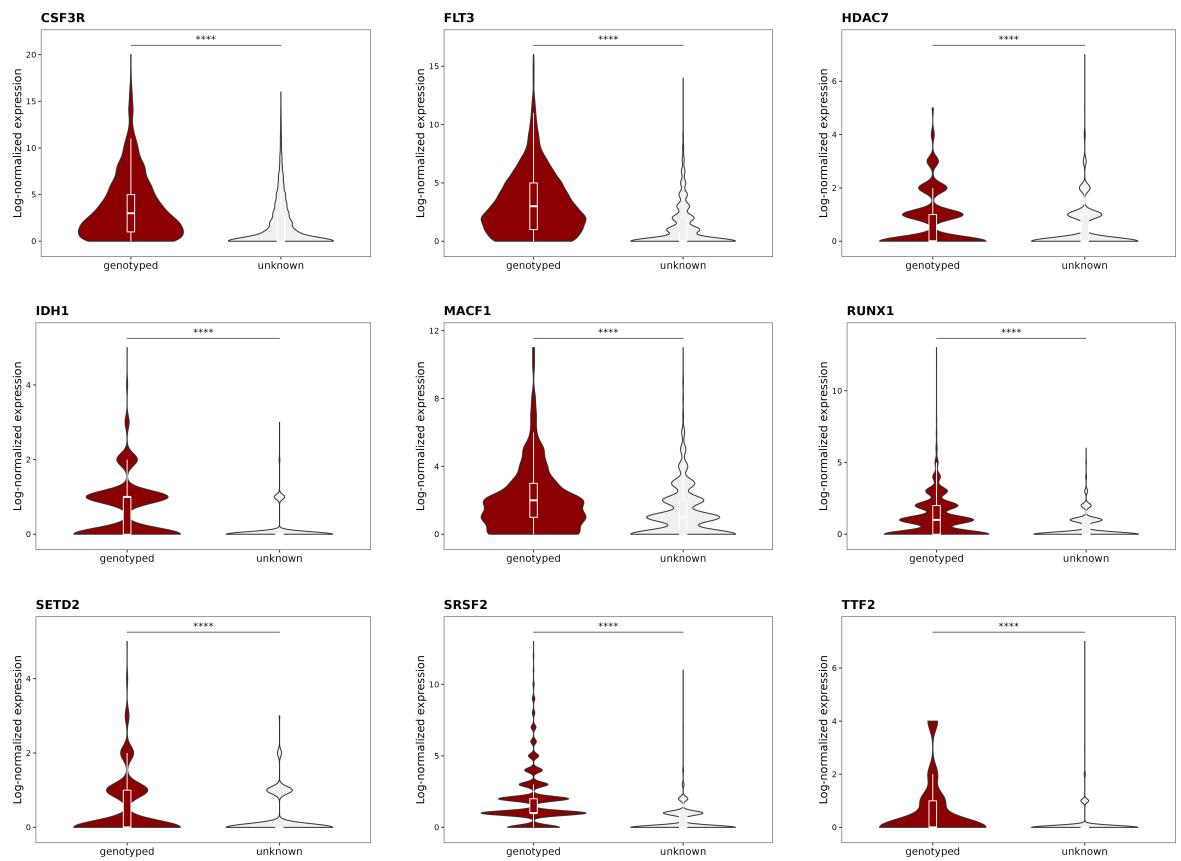 CSF3R
FLT3
HDAC7
****
****
****
Log-normalized expression
20
15
10
5
0
Log-normalized expression
15
10
5
0
Log-normalized expression
6
4
2
0
genotyped
unknown
genotyped
unknown
genotyped
unknown
IDH1
MACF1
RUNX1
****
****
****
Log-normalized expression
4
2
0
Log-normalized expression
12
8
4
0
Log-normalized expression
10
5
0
genotyped
unknown
genotyped
unknown
genotyped
unknown
SETD2
SRSF2
TTF2
****
****
****
Log-normalized expression
4
2
0
Log-normalized expression
10
5
0
Log-normalized expression
6
4
2
0
genotyped
unknown
genotyped
unknown
genotyped
unknown